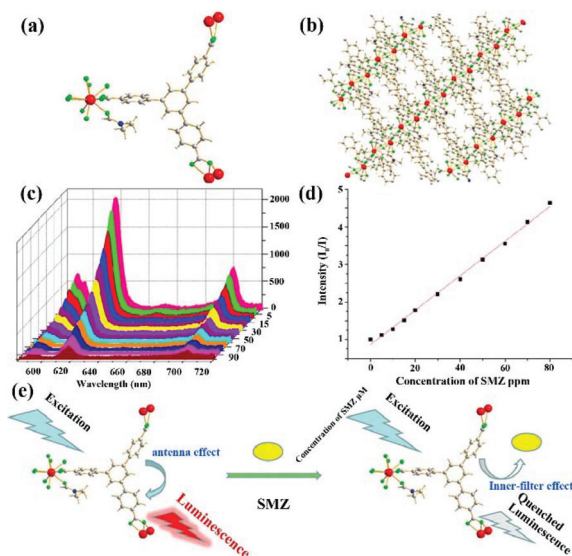 (a)
(b)
(c)
2000
1500
1000
500
0
5
15
30
50
70
90
600 620 640 660 680 700 720
Wavelength (nm)
Concentration of SMZ μM
(d)
5
4
3
2
1
0 20 40 60 80
Intensity (I₀/I)
Concentration of SMZ ppm
(e)
Excitation
antenna effect
Luminescence
SMZ
Excitation
Inner-filter effect
Quenched
Luminescence